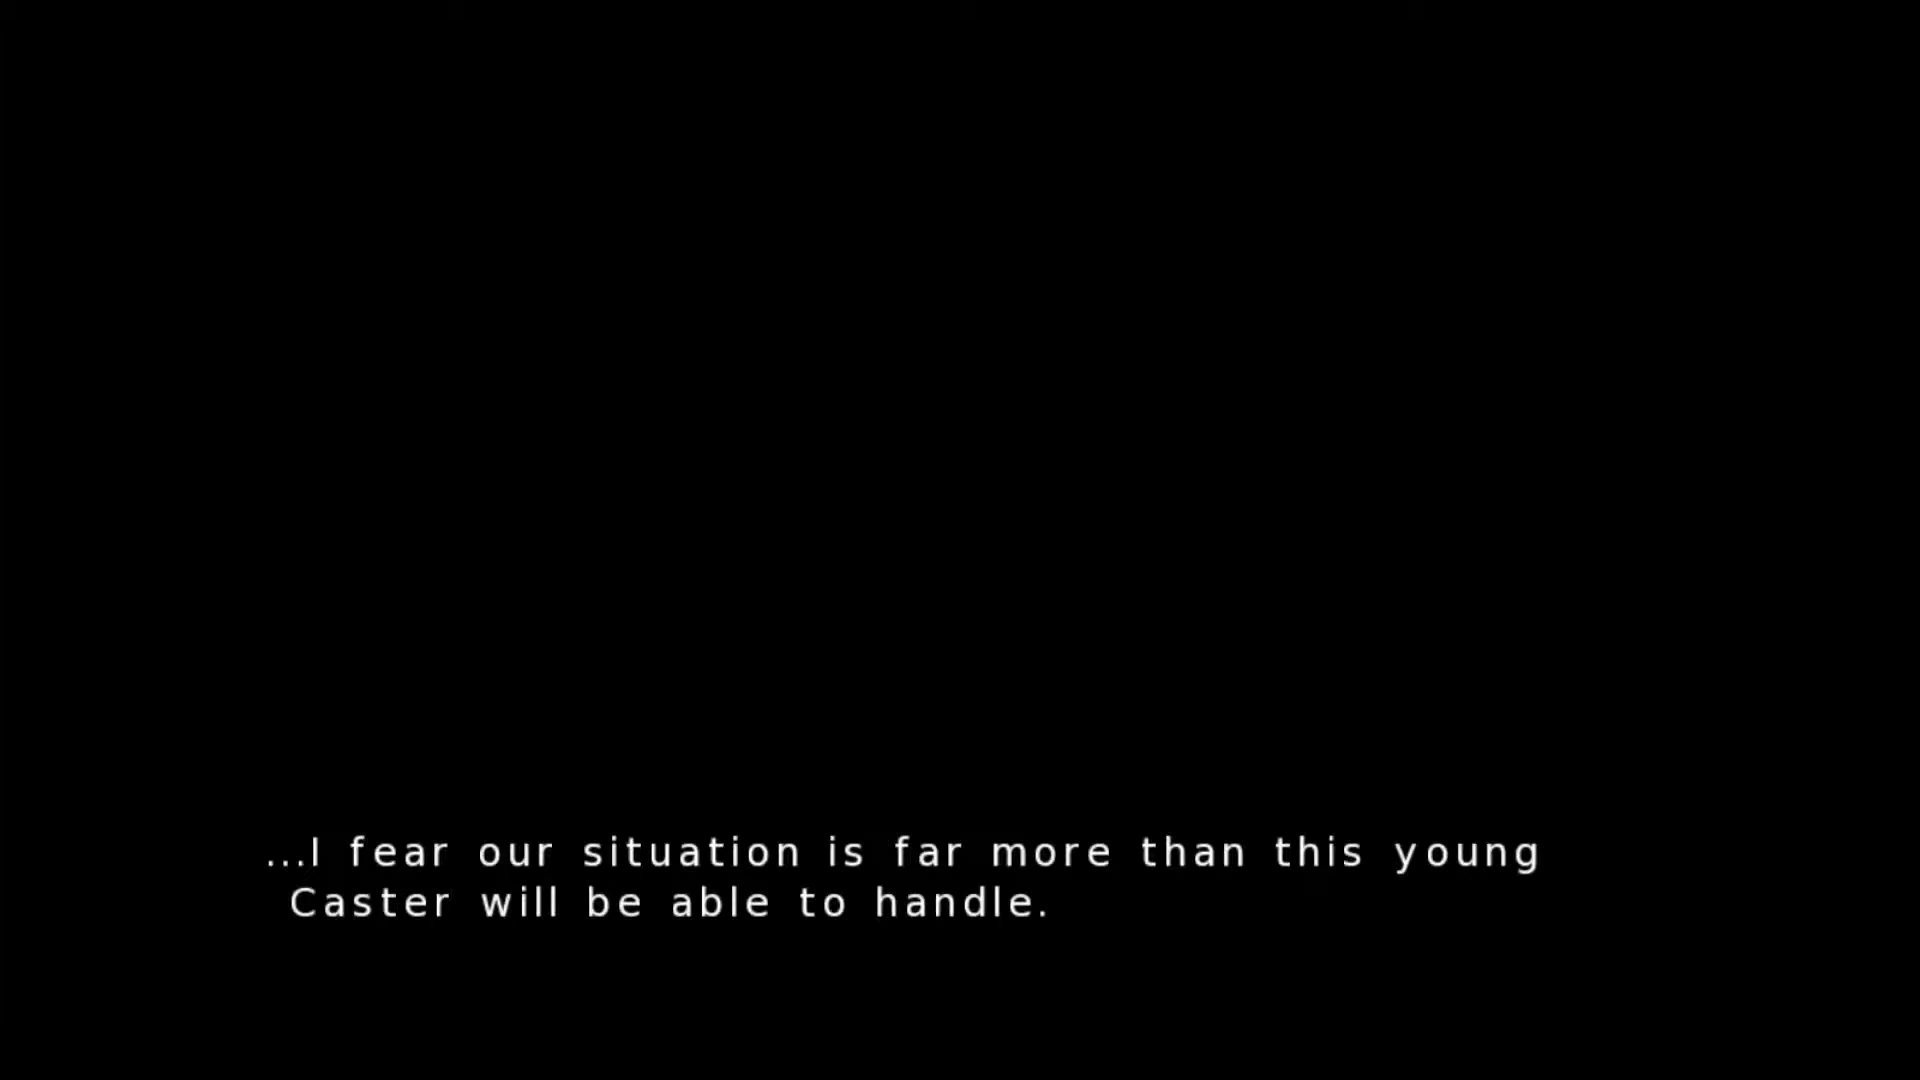 ...I fear our situation is far more than this young
Caster will be able to handle.